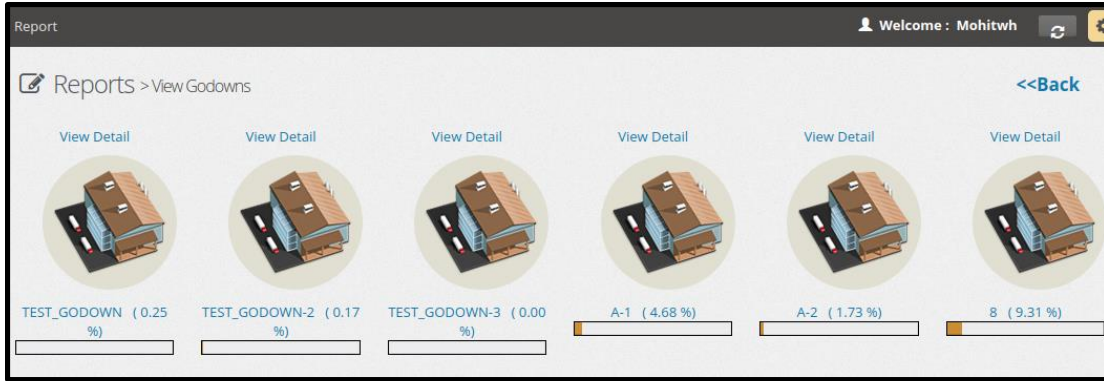 Report Welcome : Mohitwh
Reports > View Godowns <<Back
View Detail View Detail View Detail View Detail View Detail View Detail
TEST_GODOWN ( 0.25 TEST_GODOWN-2 ( 0.17 TEST_GODOWN-3 ( 0.00 A-1 ( 4.68 %) A-2 ( 1.73 %) 8 ( 9.31 %)
%) %) %)